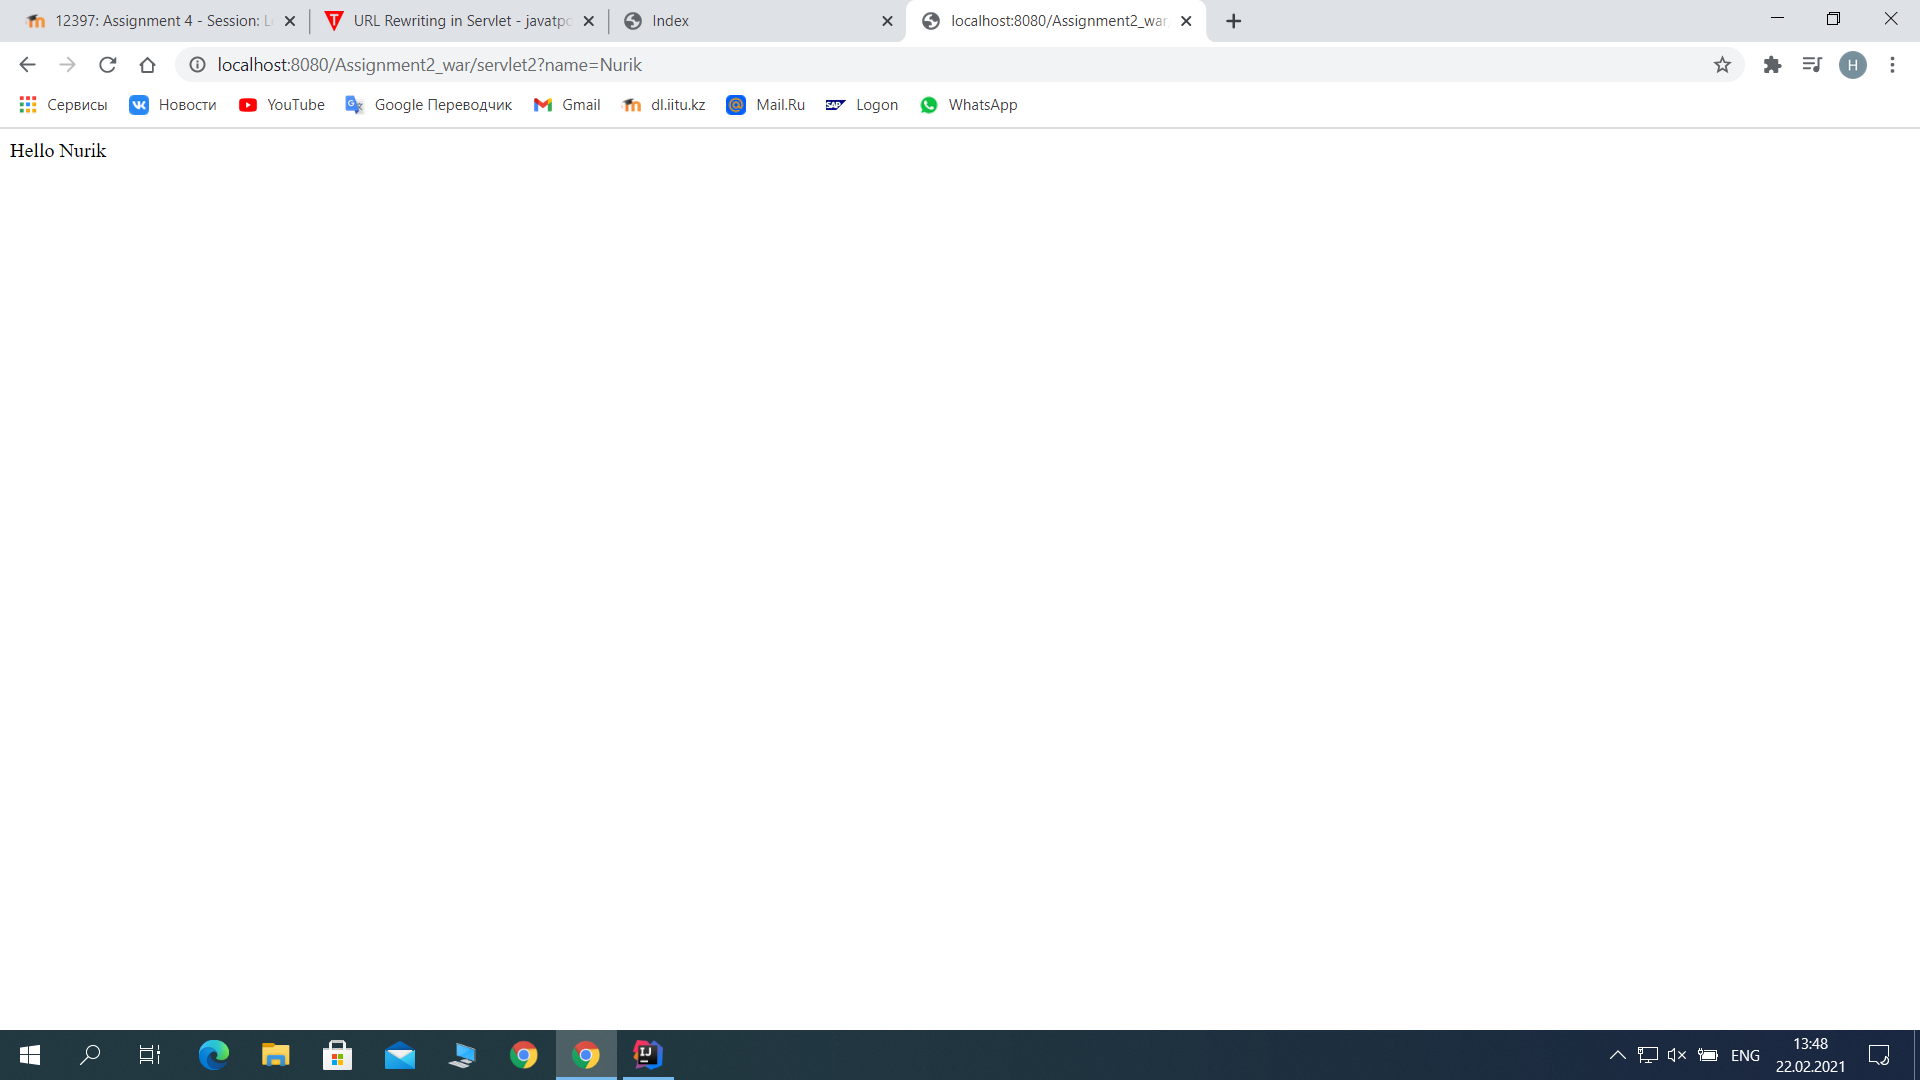 12397: Assignment 4 - Session: L
URL Rewriting in Servlet - javatpo
Index
localhost:8080/Assignment2_war
localhost:8080/Assignment2_war/servlet2?name=Nurik
H
Сервисы
Новости
YouTube
Google Переводчик
Gmail
dl.iitu.kz
Mail.Ru
SAP
Logon
WhatsApp
Hello Nurik
ENG
13:48
22.02.2021